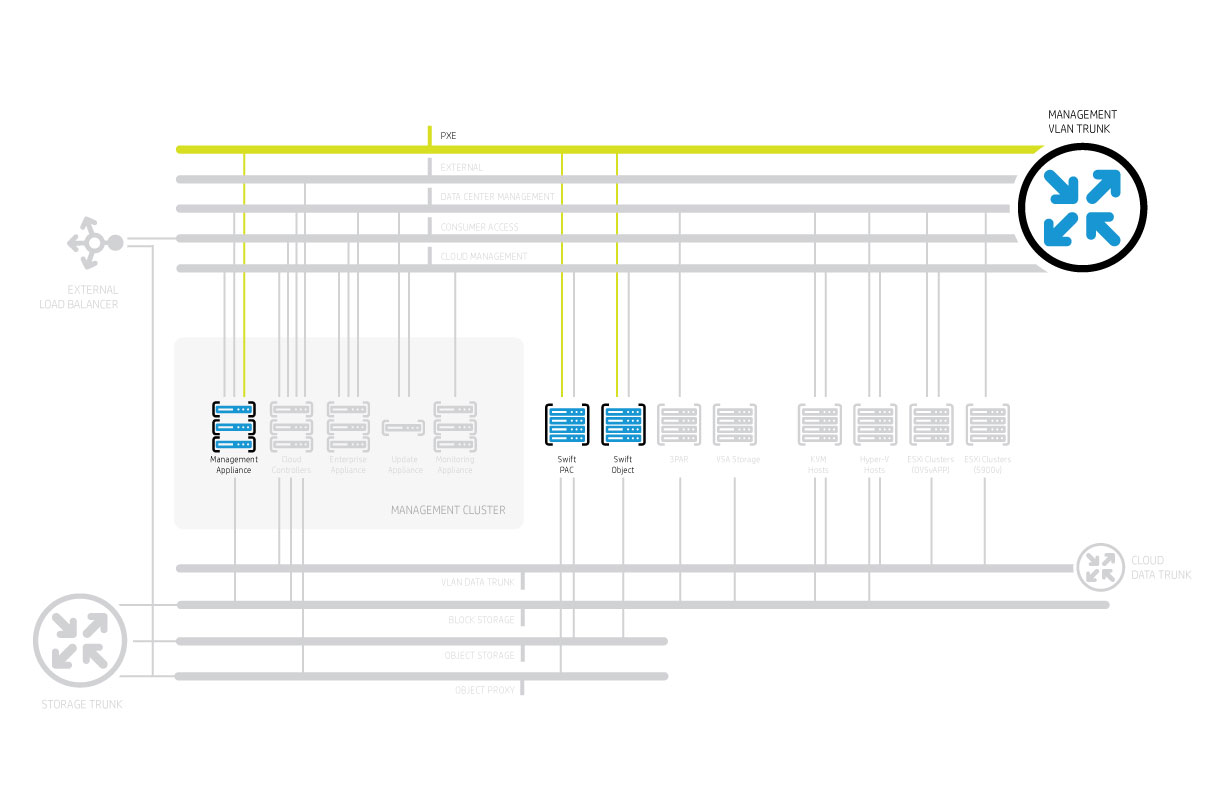 MANAGEMENT
VLAN TRUNK
PXE
EXTERNAL
DATA CENTER MANAGEMENT
CONSUMER ACCESS
CLOUD MANAGEMENT
EXTERNAL
LOAD BALANCER
Management
Appliance
Cloud
Controllers
Enterprise
Appliance
Update
Appliance
Monitoring
Appliance
Swift
PAC
Swift
Object
3PAR
VSA Storage
KVM
Hosts
Hyper-V
Hosts
ESXi Clusters
(OVSvAPP)
ESXi Clusters
(5900v)
MANAGEMENT CLUSTER
CLOUD
DATA TRUNK
VLAN DATA TRUNK
BLOCK STORAGE
OBJECT STORAGE
OBJECT PROXY
STORAGE TRUNK